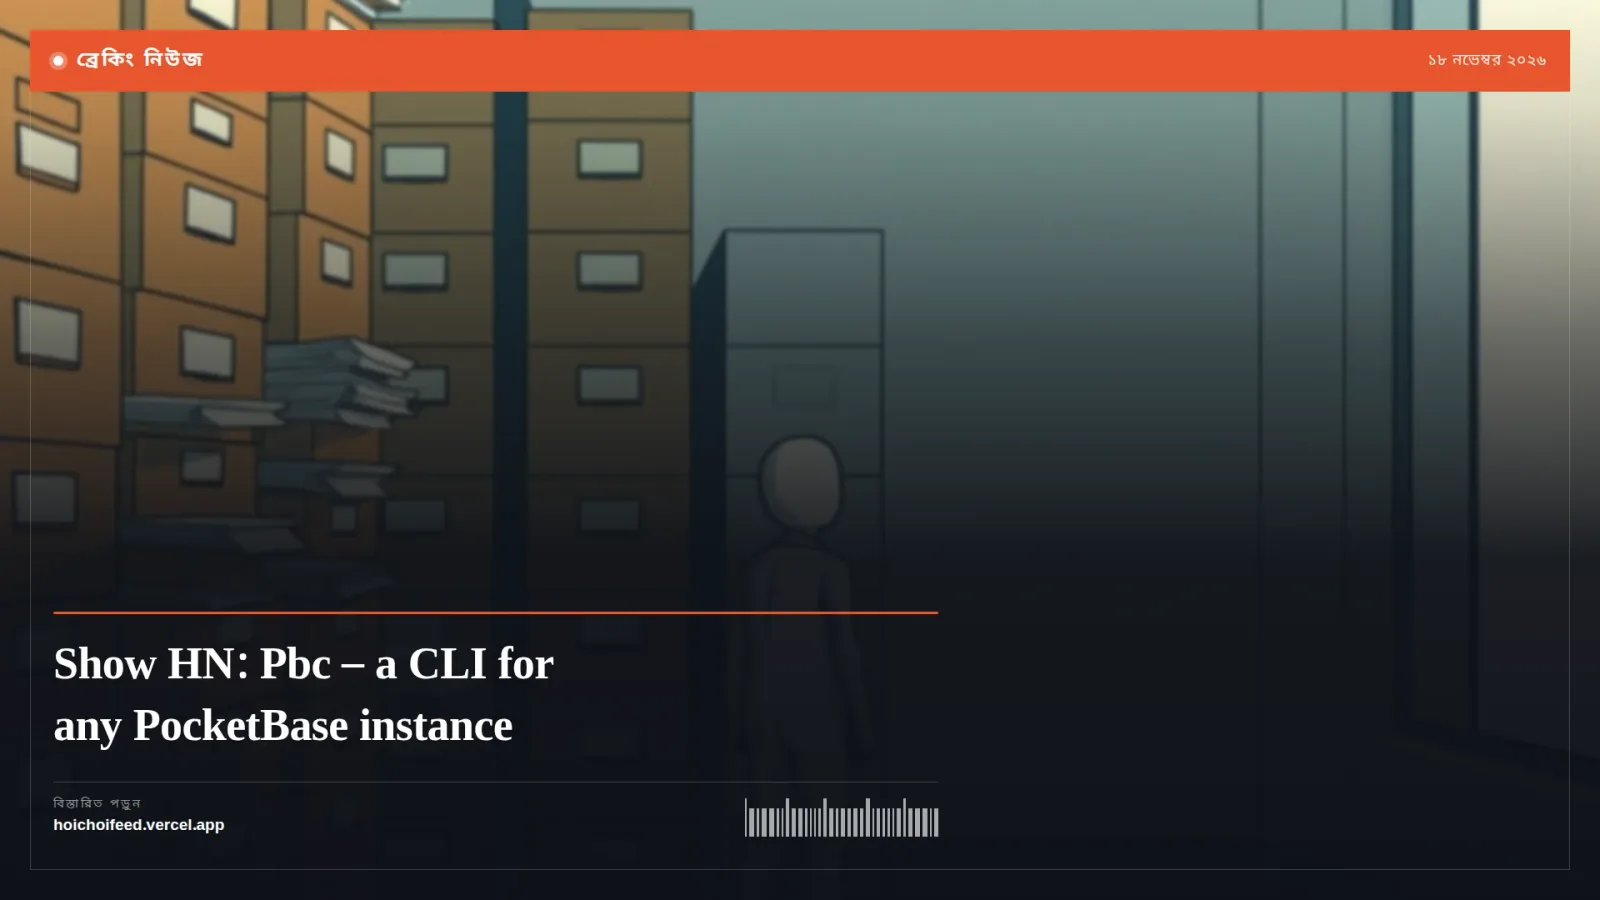 ব্রেকিং নিউজ
১৮ নভেম্বর ২০২৬
Show HN: Pbc – a CLI for
any PocketBase instance
বিস্তারিত পড়ুন
hoichoifeed.vercel.app